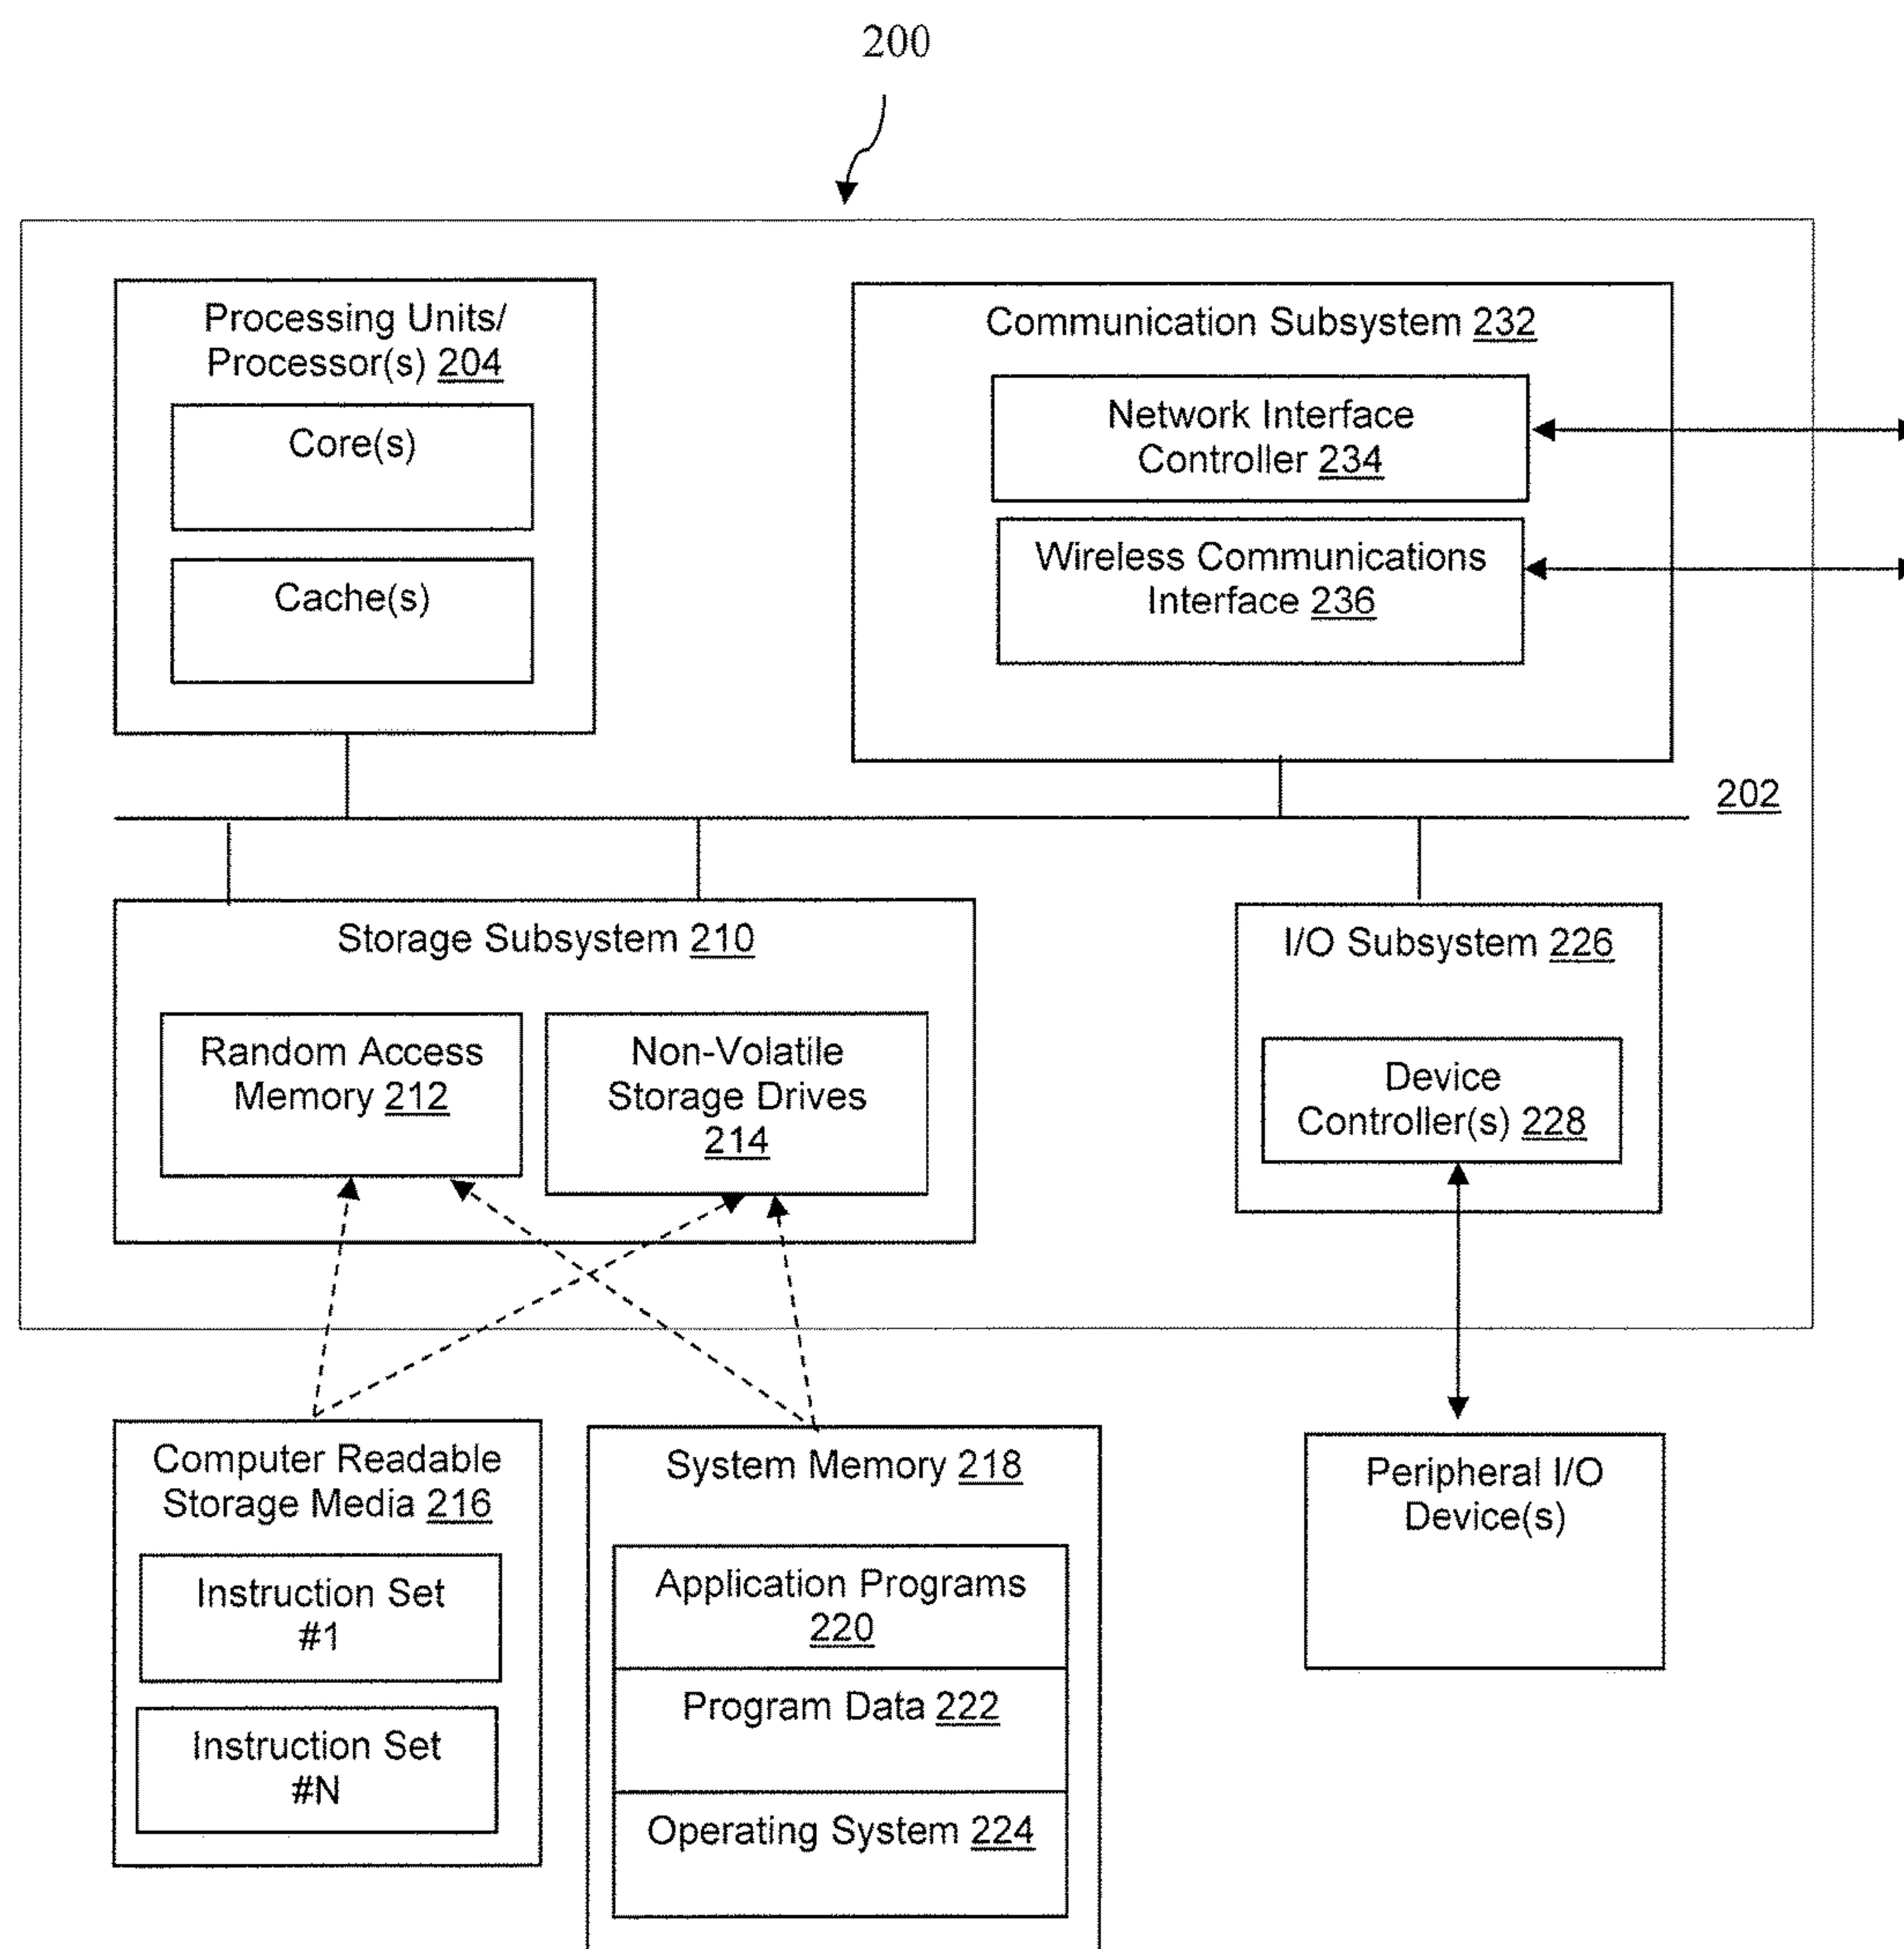 200
Processing Units/
Processor(s) 204
Core(s)
Cache(s)
Communication Subsystem 232
Network Interface
Controller 234
Wireless Communications
Interface 236
202
Storage Subsystem 210
Random Access
Memory 212
Non-Volatile
Storage Drives
214
I/O Subsystem 226
Device
Controller(s) 228
Computer Readable
Storage Media 216
Instruction Set
#1
Instruction Set
#N
System Memory 218
Application Programs
220
Program Data 222
Operating System 224
Peripheral I/O
Device(s)